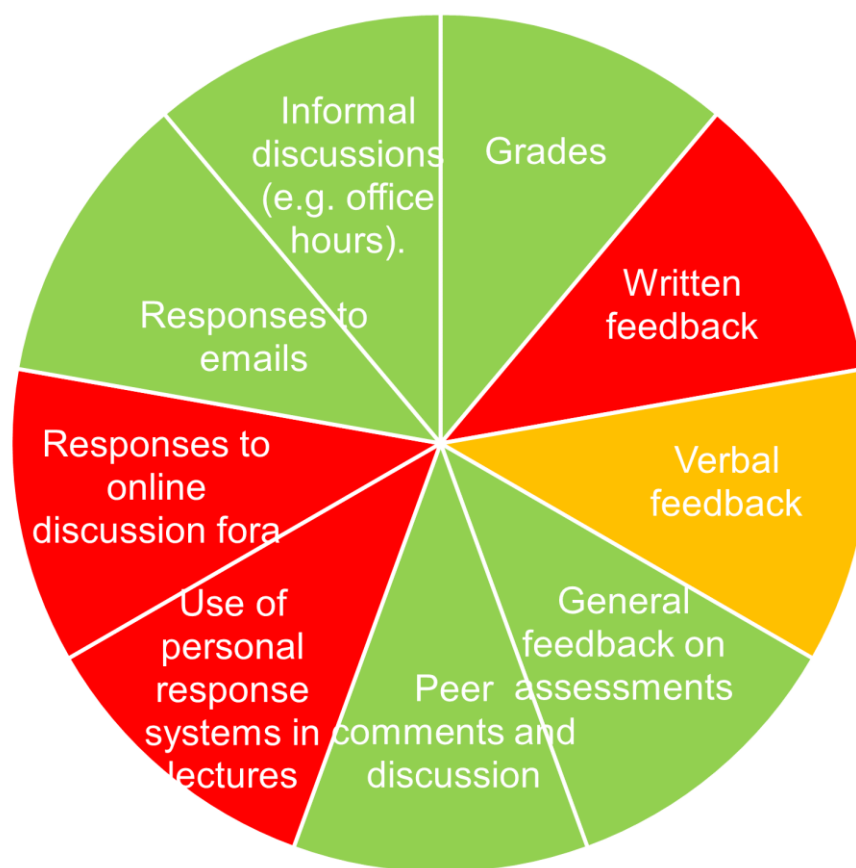 Informal
discussions
(e.g. office
hours).
Grades
Written
feedback
Verbal
feedback
General
feedback on
assessments
Peer
comments and
discussion
Use of
personal
response
systems in
lectures
Responses to
online
discussion fora
Responses to
emails